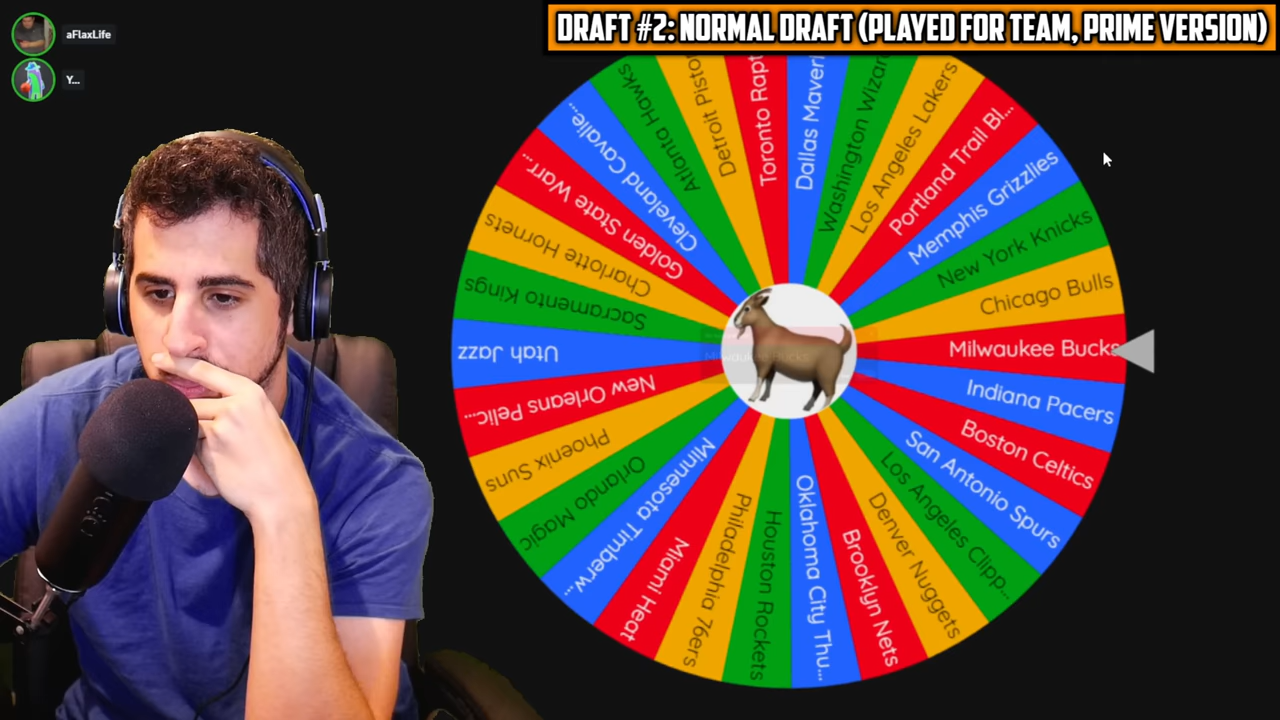 DRAFT #2: NORMAL DRAFT (PLAYED FOR TEAM, PRIME VERSION)
aFlaxLife
Y...
Atlanta Hawks
Detroit Pisto
Toronto Rapt
Dallas Maveri
Washington Wizar
Los Angeles Lakers
Portland Trail Bl...
Memphis Grizzlies
New York Knicks
Chicago Bulls
Milwaukee Bucks
Indiana Pacers
Boston Celtics
San Antonio Spurs
Los Angeles Clipp...
Denver Nuggets
Brooklyn Nets
Oklahoma City Thu...
Houston Rockets
Philadelphia 76ers
Miami Heat
Minnesota Timberw...
Orlando Magic
Phoenix Suns
New Orleans Pelic...
Utah Jazz
Sacramento Kings
Charlotte Hornets
Golden State Warr...
Cleveland Cavalie...
Milwaukee Bucks